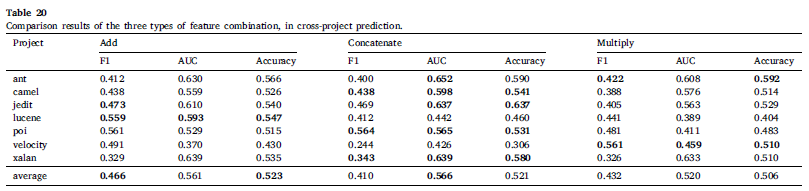 Table 20
Comparison results of the three types of feature combination, in cross-project prediction.
Project Add Concatenate Multiply
F1 AUC Accuracy F1 AUC Accuracy F1 AUC Accuracy
ant 0.412 0.630 0.566 0.400 0.652 0.590 0.422 0.608 0.592
camel 0.438 0.559 0.526 0.438 0.598 0.541 0.388 0.576 0.514
jedit 0.473 0.610 0.540 0.469 0.637 0.637 0.405 0.563 0.529
lucene 0.559 0.593 0.547 0.412 0.442 0.460 0.441 0.389 0.404
poi 0.561 0.529 0.515 0.564 0.565 0.531 0.481 0.411 0.483
velocity 0.491 0.370 0.430 0.244 0.426 0.306 0.561 0.459 0.510
xalan 0.329 0.639 0.535 0.343 0.639 0.580 0.326 0.633 0.510
average 0.466 0.561 0.523 0.410 0.566 0.521 0.432 0.520 0.506